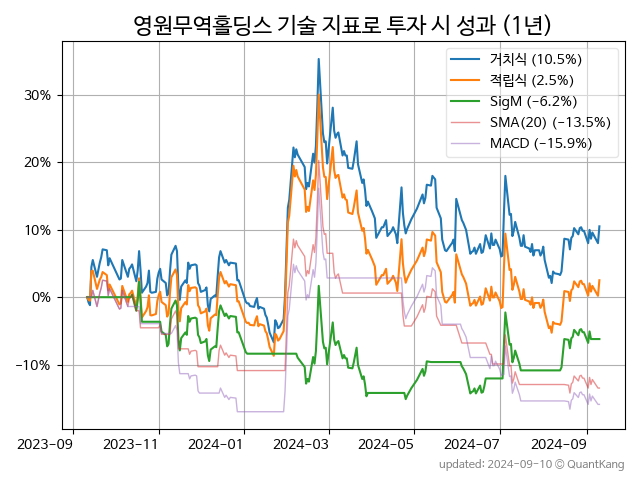 영원무역홀딩스 기술 지표로 투자 시 성과 (1년)
거치식 (10.5%)
적립식 (2.5%)
SigM (−6.2%)
SMA(20) (−13.5%)
MACD (−15.9%)
30%
20%
10%
0%
−10%
2023-09
2023-11
2024-01
2024-03
2024-05
2024-07
2024-09
updated: 2024-09-10 © QuantKang